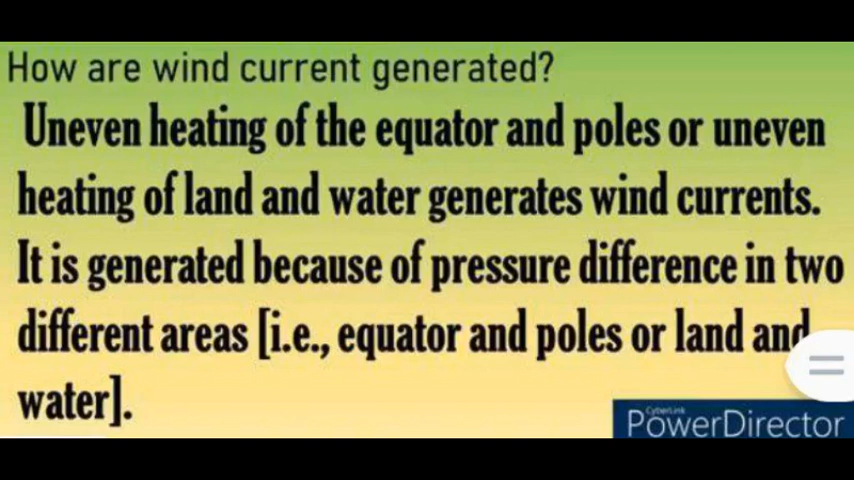 How are wind current generated?
Uneven heating of the equator and poles or uneven
heating of land and water generates wind currents.
It is generated because of pressure difference in two
different areas [i.e., equator and poles or land and
water].
CyberLink
PowerDirector